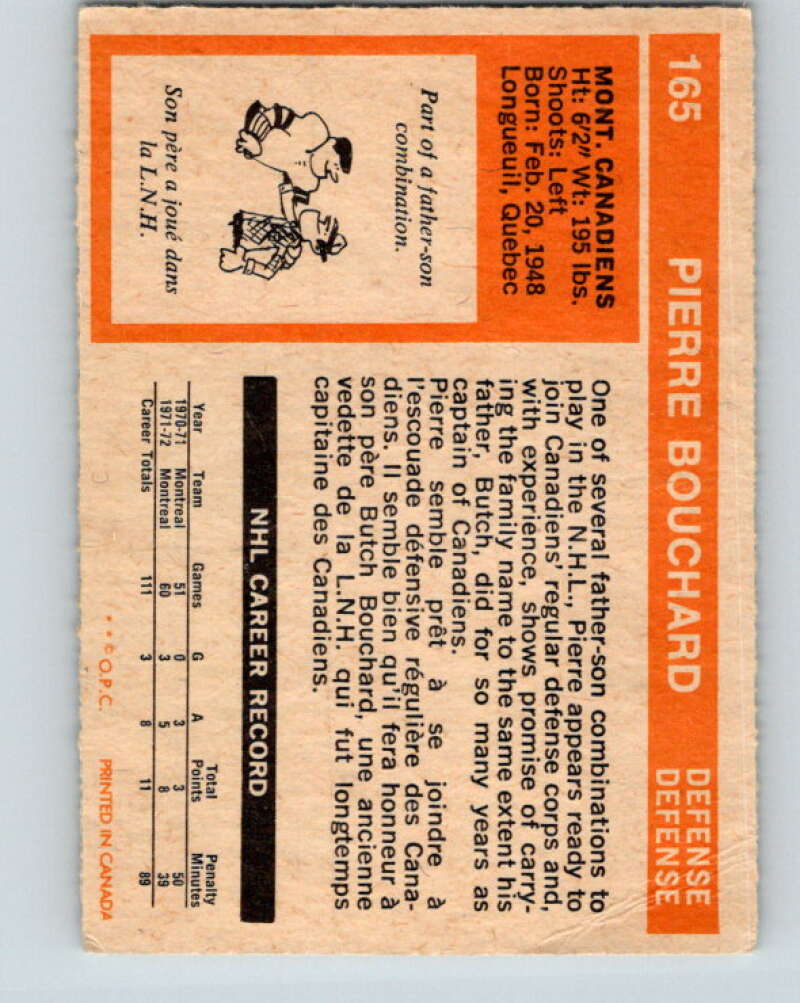 165
PIERRE BOUCHARD
DEFENSE
DEFENSE
MONT. CANADIENS
Ht: 6'2" Wt: 195 lbs.
Shoots: Left
Born: Feb. 20, 1948
Longueuil, Quebec
Part of a father-son
combination.
Son père a joué dans
la L.N.H.
One of several father-son combinations to
play in the N.H.L., Pierre appears ready to
join Canadiens' regular defense corps and,
with experience, shows promise of carry-
ing the family name to the same extent his
father, Butch, did for so many years as
captain of Canadiens.
Pierre semble prêt à se joindre à
l'escouade défensive régulière des Cana-
diens. Il semble bien qu'il fera honneur à
son père Butch Bouchard, une ancienne
vedette de la L.N.H. qui fut longtemps
capitaine des Canadiens.
NHL CAREER RECORD
Year Team Games G A Total Points Penalty Minutes
1970-71 Montreal 51 0 3 3 50
1971-72 Montreal 60 3 5 8 39
Career Totals 111 3 8 11 89
* * © O.P.C. PRINTED IN CANADA